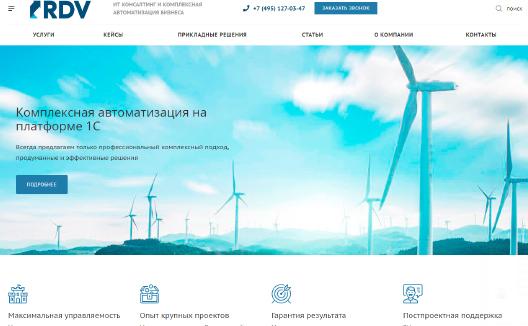 RDV
ИТ КОНСАЛТИНГ И КОМПЛЕКСНАЯ
АВТОМАТИЗАЦИЯ БИЗНЕСА
+7 (495) 127-03-47
ЗАКАЗАТЬ ЗВОНОК
ПОИСК
УСЛУГИ
КЕЙСЫ
ПРИКЛАДНЫЕ РЕШЕНИЯ
СТАТЬИ
О КОМПАНИИ
КОНТАКТЫ
Комплексная автоматизация на
платформе 1С
Всегда предлагаем только профессиональный комплексный подход,
продуманные и эффективные решения
ПОДРОБНЕЕ
Максимальная управляемость
Опыт крупных проектов
Гарантия результата
Постпроектная поддержка